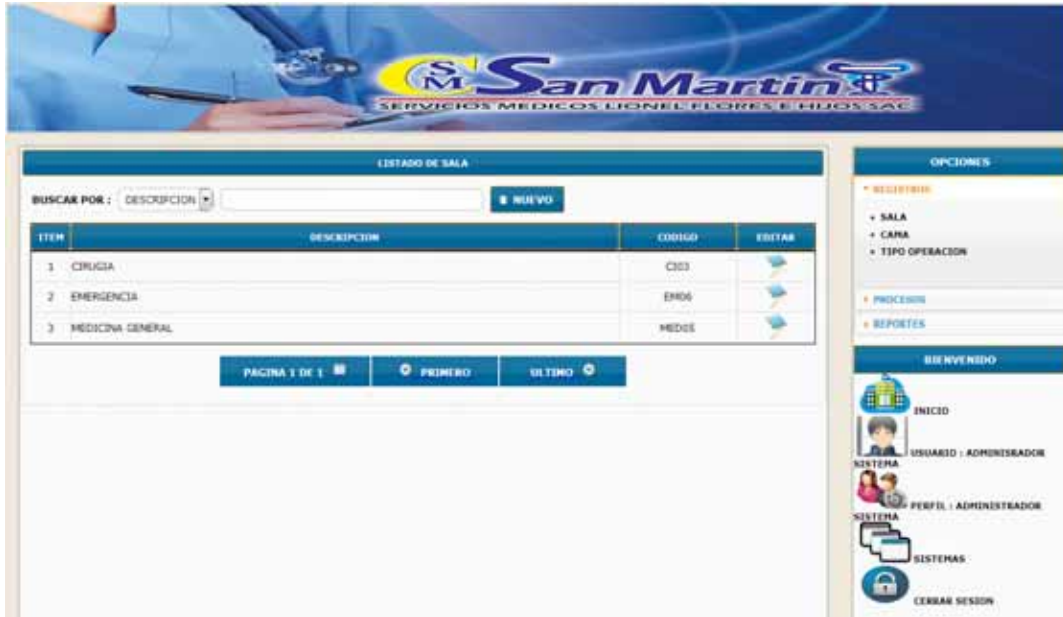 SM San Martin
SERVICIOS MEDICOS LIONEL FLORES E HIJOS SAC
LISTADO DE SALA
BUSCAR POR : DESCRIPCION NUEVO
ITEM DESCRIPCION CODIGO EDITAR
1 CIRUGIA CI03
2 EMERGENCIA EM06
3 MEDICINA GENERAL MED05
PAGINA 1 DE 1 PRIMERO ULTIMO
OPCIONES
REGISTROS
SALA
CAMA
TIPO OPERACION
PROCESOS
REPORTES
BIENVENIDO
INICIO
USUARIO : ADMINISRADOR
SISTEMA
PERFIL : ADMINISTRADOR
SISTEMA
SISTEMAS
CERRAR SESION